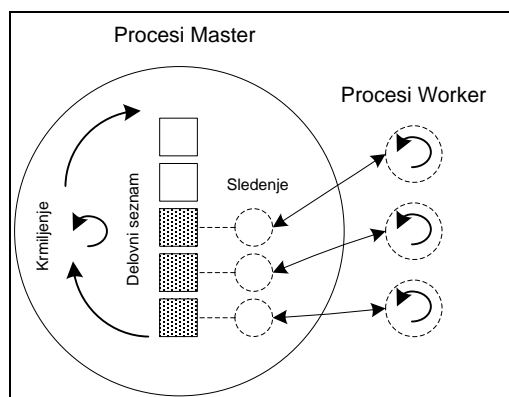 Procesi Master
Procesi Worker
Sledenje
Krmiljenje
Delovni seznam